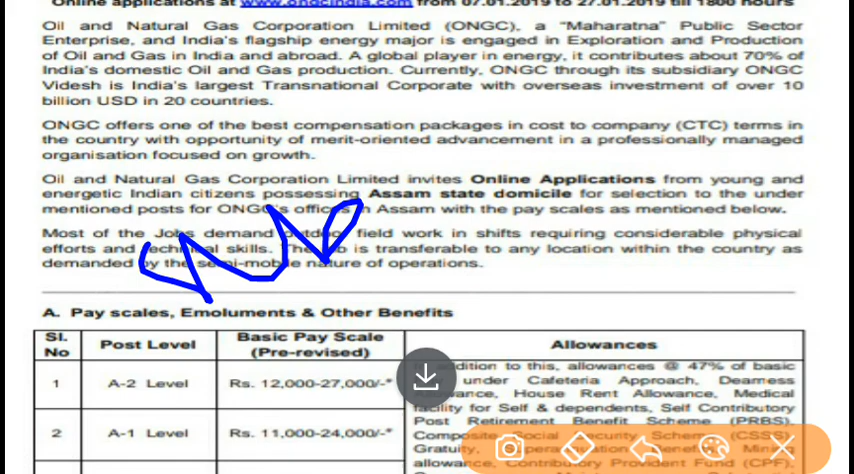 Online applications at www.ongcindia.com from 07.01.2019 to 27.01.2019 till 1800 hours
Oil and Natural Gas Corporation Limited (ONGC), a “Maharatna” Public Sector
Enterprise, and India’s flagship energy major is engaged in Exploration and Production
of Oil and Gas in India and abroad. A global player in energy, it contributes about 70% of
India’s domestic Oil and Gas production. Currently, ONGC through its subsidiary ONGC
Videsh is India’s largest Transnational Corporate with overseas investment of over 10
billion USD in 20 countries.
ONGC offers one of the best compensation packages in cost to company (CTC) terms in
the country with opportunity of merit-oriented advancement in a professionally managed
organisation focused on growth.
Oil and Natural Gas Corporation Limited invites Online Applications from young and
energetic Indian citizens possessing Assam state domicile for selection to the under
mentioned posts for ONGC’s offices in Assam with the pay scales as mentioned below.
Most of the Jobs demand outdoor field work in shifts requiring considerable physical
efforts and technical skills. The is transferable to any location within the country as
demanded by the semi-mobile nature of operations.
A. Pay scales, Emoluments & Other Benefits
Sl. No Post Level Basic Pay Scale (Pre-revised) Allowances
1 A-2 Level Rs. 12,000-27,000/-*
2 A-1 Level Rs. 11,000-24,000/-*
addition to this, allowances @ 47% of basic
under Cafeteria Approach, Dearness
Allowance, House Rent Allowance, Medical
facility for Self & dependents, Self Contributory
Post Retirement Benefit Scheme (PRBS),
Composite Social Security Scheme (CSSS)
Gratuity, Superannuation Benefit, Mining
allowance, Contributory Provident Fund (CPF),